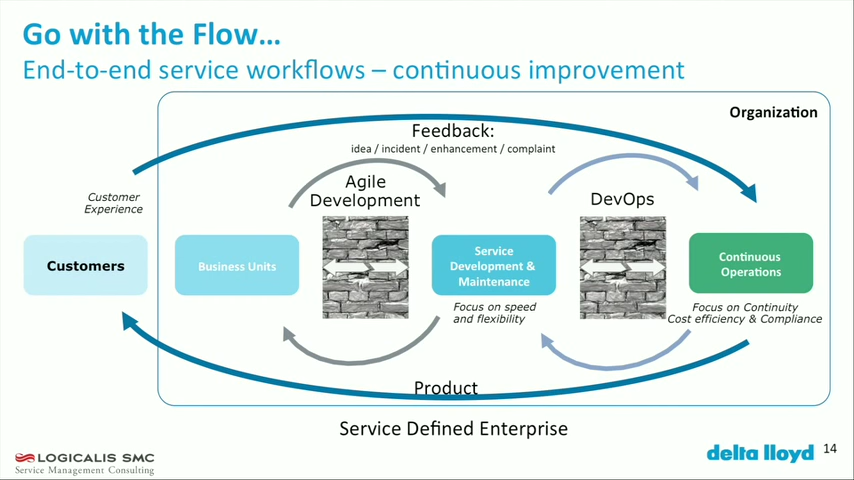 Go with the Flow...
End-to-end service workflows – continuous improvement
Organization
Feedback:
idea / incident / enhancement / complaint
Customer
Experience
Agile
Development
DevOps
Customers
Business Units
Service
Development &
Maintenance
Continuous
Operations
Focus on speed
and flexibility
Focus on Continuity
Cost efficiency & Compliance
Product
Service Defined Enterprise
LOGICALIS SMC
Service Management Consulting
delta lloyd
14